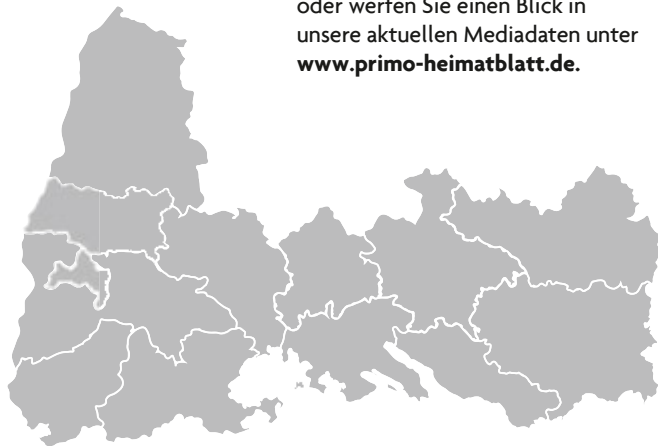 oder werfen Sie einen Blick in
unsere aktuellen Mediadaten unter
www.primo-heimatblatt.de.